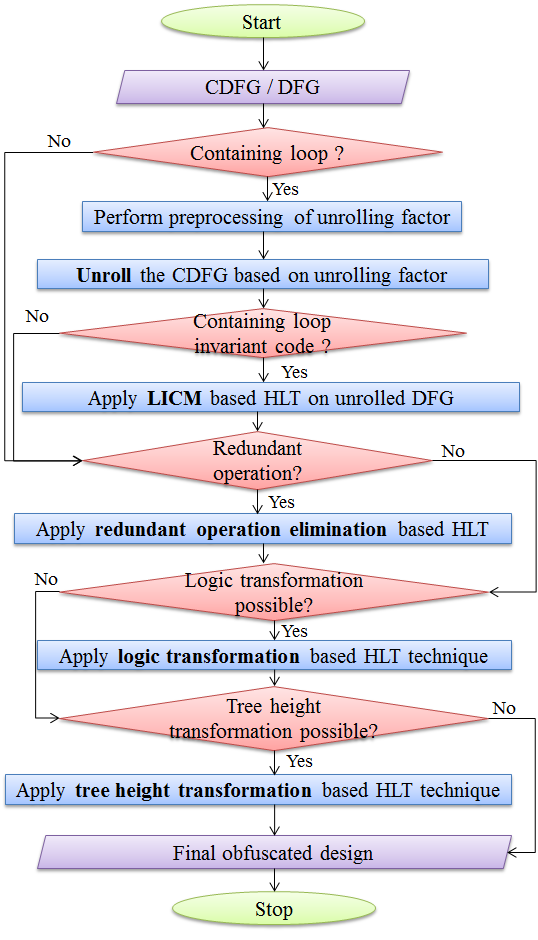 Start
CDFG / DFG
No
Containing loop ?
Yes
Perform preprocessing of unrolling factor
Unroll the CDFG based on unrolling factor
No
Containing loop
invariant code ?
Yes
Apply LICM based HLT on unrolled DFG
Redundant
operation?
No
Yes
Apply redundant operation elimination based HLT
No
Logic transformation
possible?
Yes
Apply logic transformation based HLT technique
Tree height
transformation possible?
No
Yes
Apply tree height transformation based HLT technique
Final obfuscated design
Stop